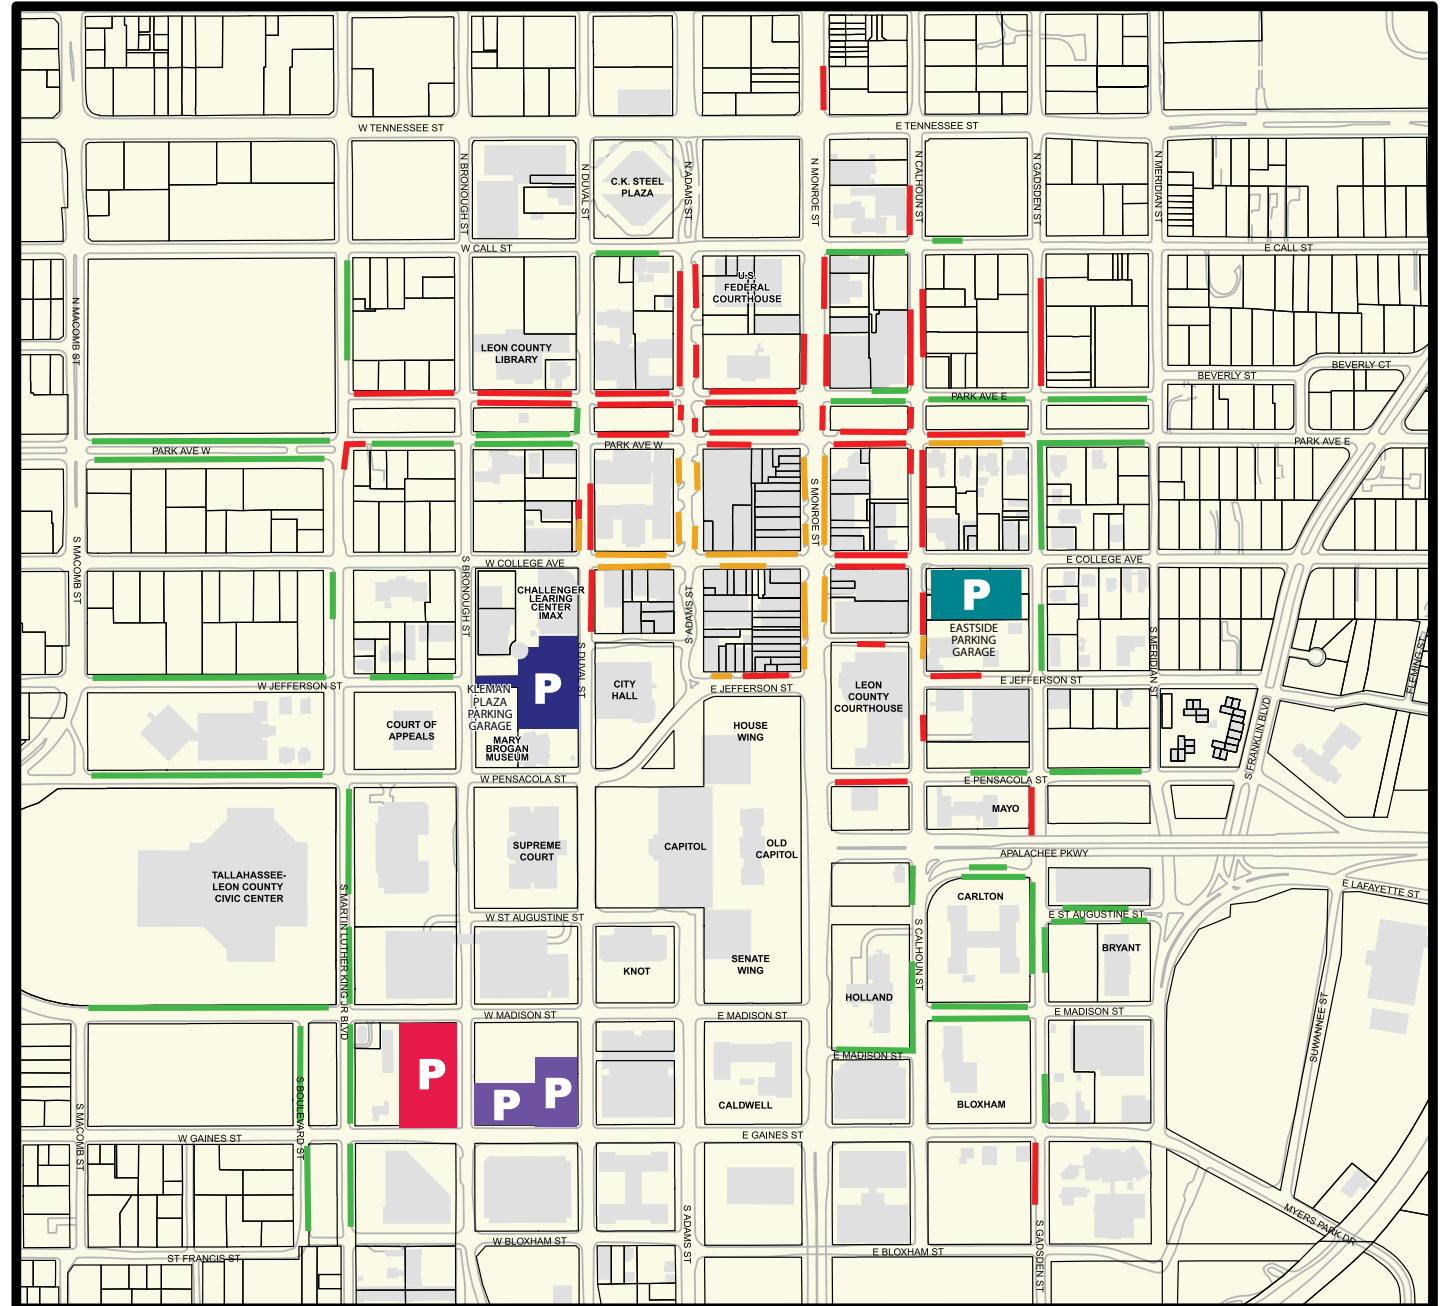 W TENNESSEE ST
E TENNESSEE ST
N BRONOUGH ST
N DUVAL ST
C.K. STEEL
PLAZA
N ADAMS ST
N MONROE ST
N CALHOUN ST
N GADSDEN ST
N MERIDIAN ST
W CALL ST
E CALL ST
N MACOMB ST
U.S.
FEDERAL
COURTHOUSE
LEON COUNTY
LIBRARY
BEVERLY ST
BEVERLY CT
PARK AVE E
PARK AVE W
PARK AVE W
PARK AVE E
S MONROE ST
S MACOMB ST
S BRONOUGH ST
W COLLEGE AVE
E COLLEGE AVE
CHALLENGER
LEARING
CENTER
IMAX
S ADAMS ST
P
EASTSIDE
PARKING
GARAGE
S DUVAL ST
S MERIDIAN ST
FLEMING ST
P
KLEMAN
PLAZA
PARKING
GARAGE
CITY
HALL
LEON
COUNTY
COURTHOUSE
W JEFFERSON ST
E JEFFERSON ST
E JEFFERSON ST
COURT OF
APPEALS
MARY
BROGAN
MUSEUM
HOUSE
WING
S FRANKLIN BLVD
W PENSACOLA ST
E PENSACOLA ST
MAYO
SUPREME
COURT
CAPITOL
OLD
CAPITOL
APALACHEE PKWY
TALLAHASSEE-
LEON COUNTY
CIVIC CENTER
S MARTIN LUTHER KING JR BLVD
CARLTON
E LAFAYETTE ST
W ST AUGUSTINE ST
E ST AUGUSTINE ST
S CALHOUN ST
BRYANT
KNOT
SENATE
WING
HOLLAND
W MADISON ST
E MADISON ST
E MADISON ST
E MADISON ST
SUWANNEE ST
P
P
P
CALDWELL
BLOXHAM
S BOULEVARD ST
S MACOMB ST
W GAINES ST
E GAINES ST
S ADAMS ST
S GADSDEN ST
MYERS PARK DR
W BLOXHAM ST
E BLOXHAM ST
ST FRANCIS ST